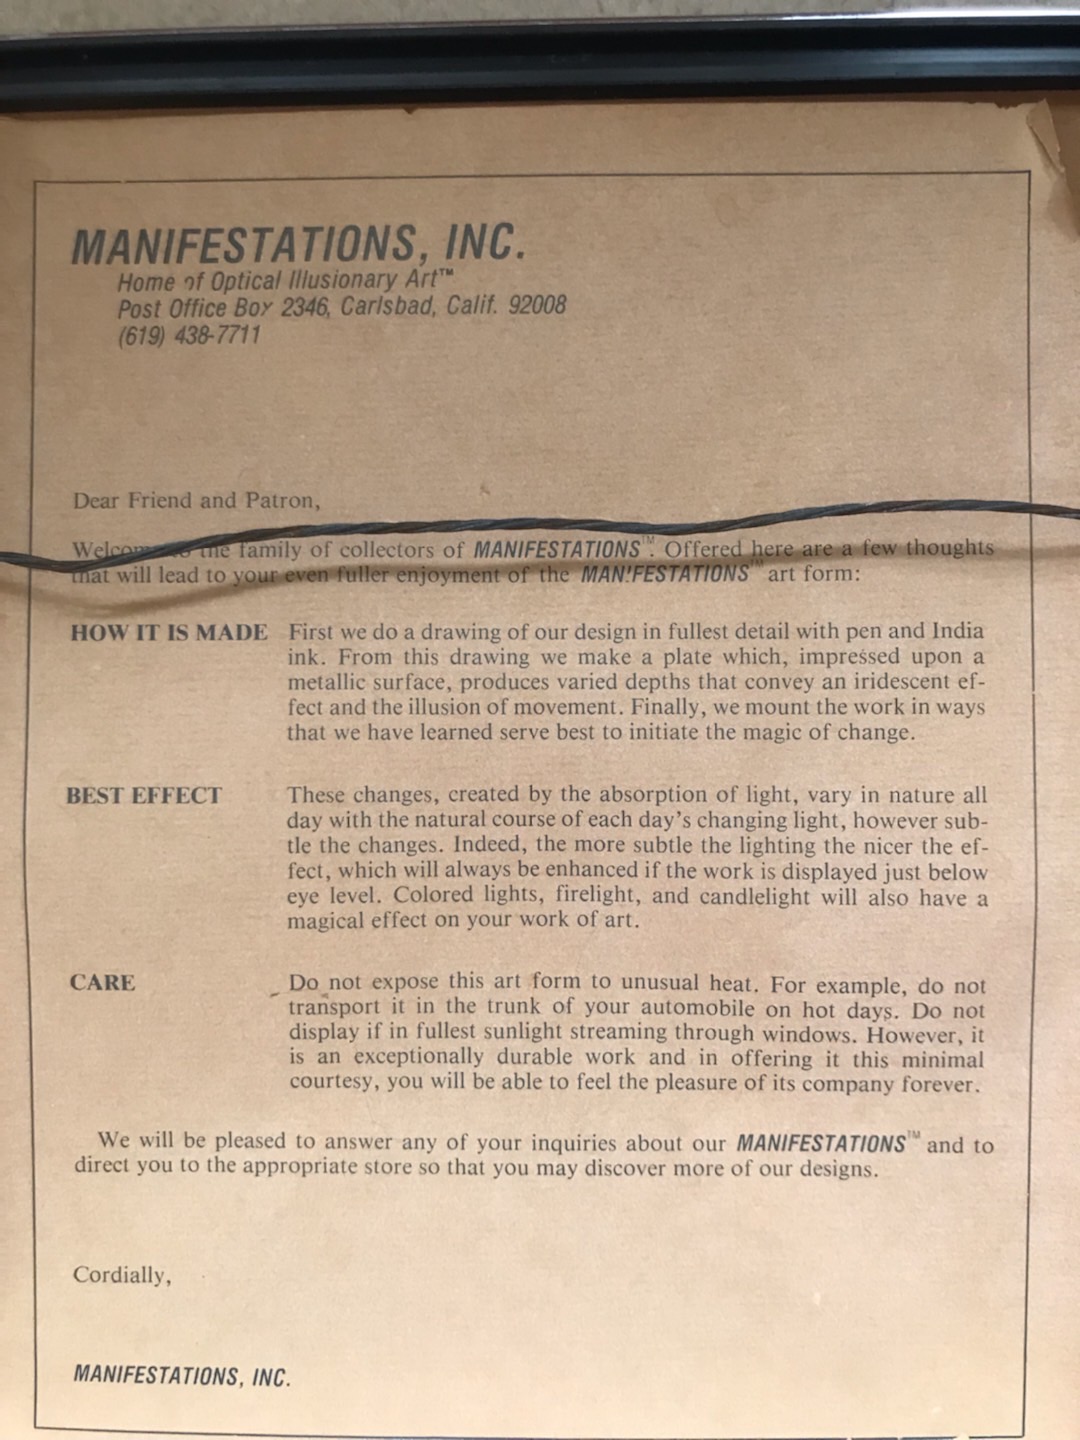 MANIFESTATIONS, INC.
Home of Optical Illusionary Art™
Post Office Box 2346, Carlsbad, Calif. 92008
(619) 438-7711
Dear Friend and Patron,
Welcome to the family of collectors of MANIFESTATIONS™. Offered here are a few thoughts
that will lead to your even fuller enjoyment of the MANIFESTATIONS™ art form:
HOW IT IS MADE First we do a drawing of our design in fullest detail with pen and India
ink. From this drawing we make a plate which, impressed upon a
metallic surface, produces varied depths that convey an iridescent ef-
fect and the illusion of movement. Finally, we mount the work in ways
that we have learned serve best to initiate the magic of change.
BEST EFFECT These changes, created by the absorption of light, vary in nature all
day with the natural course of each day's changing light, however sub-
tle the changes. Indeed, the more subtle the lighting the nicer the ef-
fect, which will always be enhanced if the work is displayed just below
eye level. Colored lights, firelight, and candlelight will also have a
magical effect on your work of art.
CARE Do not expose this art form to unusual heat. For example, do not
transport it in the trunk of your automobile on hot days. Do not
display if in fullest sunlight streaming through windows. However, it
is an exceptionally durable work and in offering it this minimal
courtesy, you will be able to feel the pleasure of its company forever.
We will be pleased to answer any of your inquiries about our MANIFESTATIONS™ and to
direct you to the appropriate store so that you may discover more of our designs.
Cordially,
MANIFESTATIONS, INC.